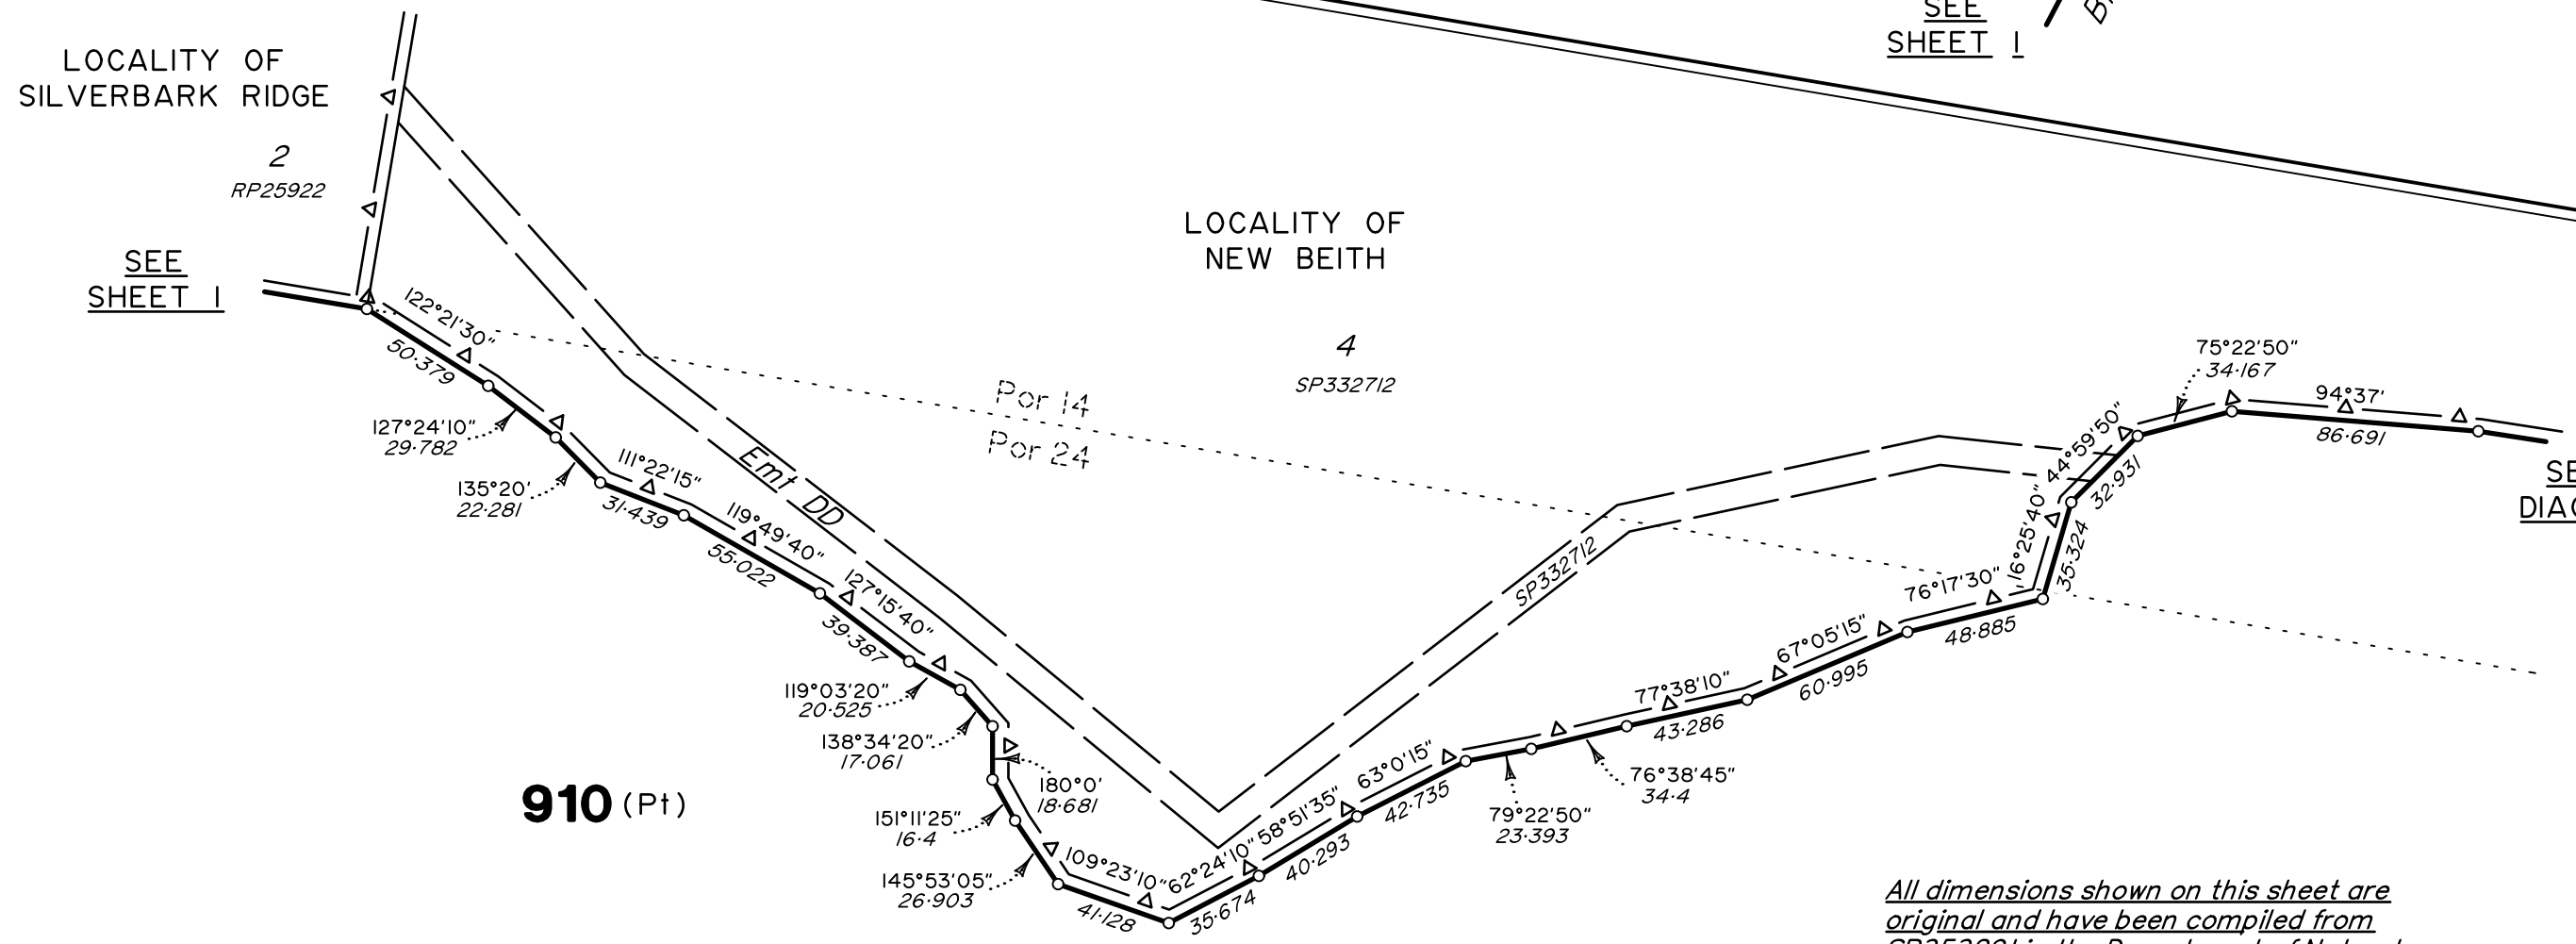 LOCALITY OF
SILVERBARK RIDGE
2
RP25922
SEE
SHEET 1
SEE
SHEET 1
LOCALITY OF
NEW BEITH
4
SP332712
Por 14
Por 24
Emt DD
SP332712
122°21'30"
50·379
127°24'10"
29·782
135°20'
22·281
111°22'15"
31·439
119°49'40"
55·022
127°15'40"
39·387
119°03'20"
20·525
138°34'20"
17·061
180°0'
18·681
151°11'25"
16·4
145°53'05"
26·903
109°23'10"
41·128
62°24'10"
35·674
58°51'35"
40·293
63°0'15"
42·735
79°22'50"
23·393
76°38'45"
34·4
77°38'10"
43·286
67°05'15"
60·995
76°17'30"
48·885
16°25'40"
35·324
44°59'50"
32·931
75°22'50"
34·167
94°37'
86·691
910 (Pt)
All dimensions shown on this sheet are
original and have been compiled from